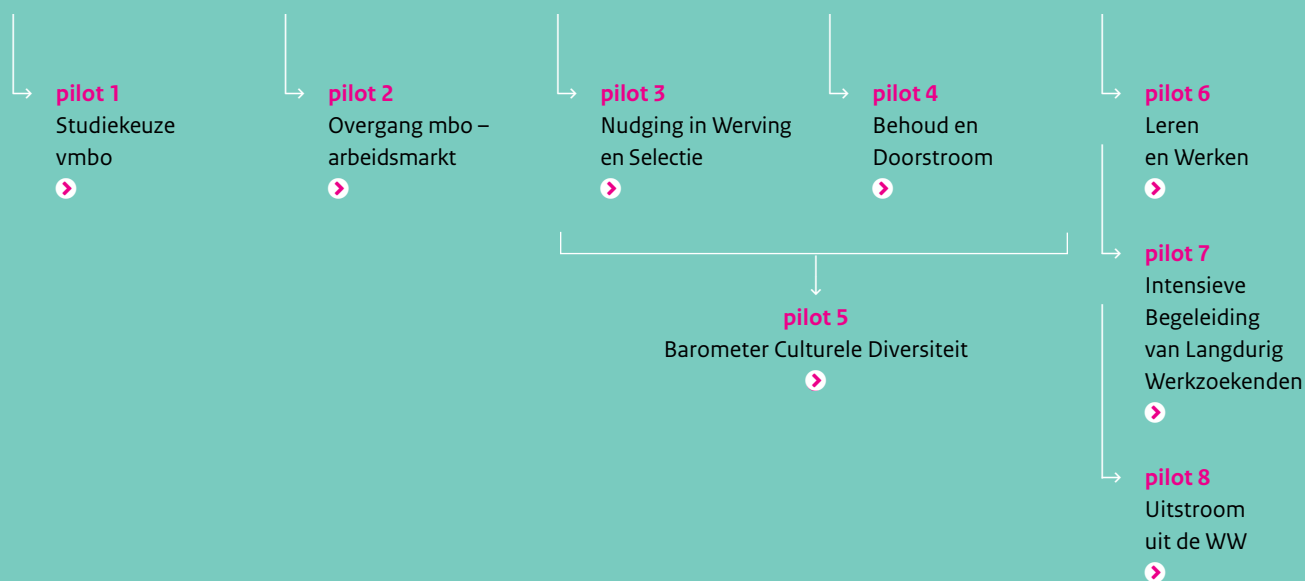 pilot 1
Studiekeuze
vmbo
pilot 2
Overgang mbo –
arbeidsmarkt
pilot 3
Nudging in Werving
en Selectie
pilot 4
Behoud en
Doorstroom
pilot 5
Barometer Culturele Diversiteit
pilot 6
Leren
en Werken
pilot 7
Intensieve
Begeleiding
van Langdurig
Werkzoekenden
pilot 8
Uitstroom
uit de WW